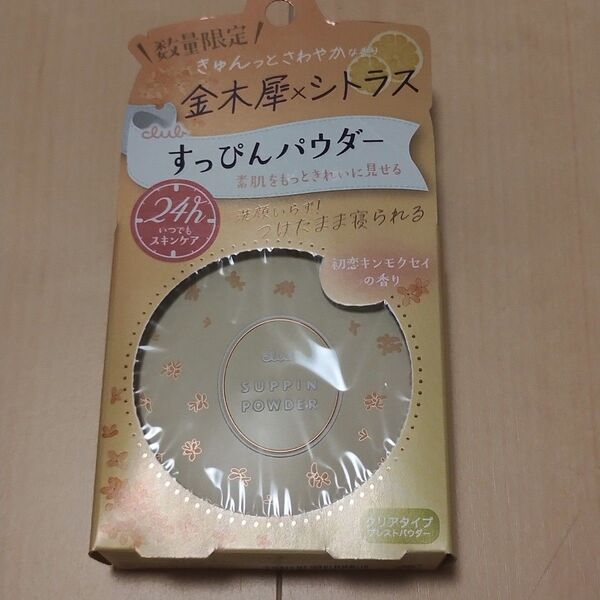 数量限定
きゅんっとさわやかな香り
金木犀×シトラス
club
すっぴんパウダー
素肌をもっときれいに見せる
24h
いつでも
スキンケア
洗顔いらず!
つけたまま寝られる
初恋キンモクセイ
の香り
club
SUPPIN
POWDER
クリアタイプ
プレストパウダー